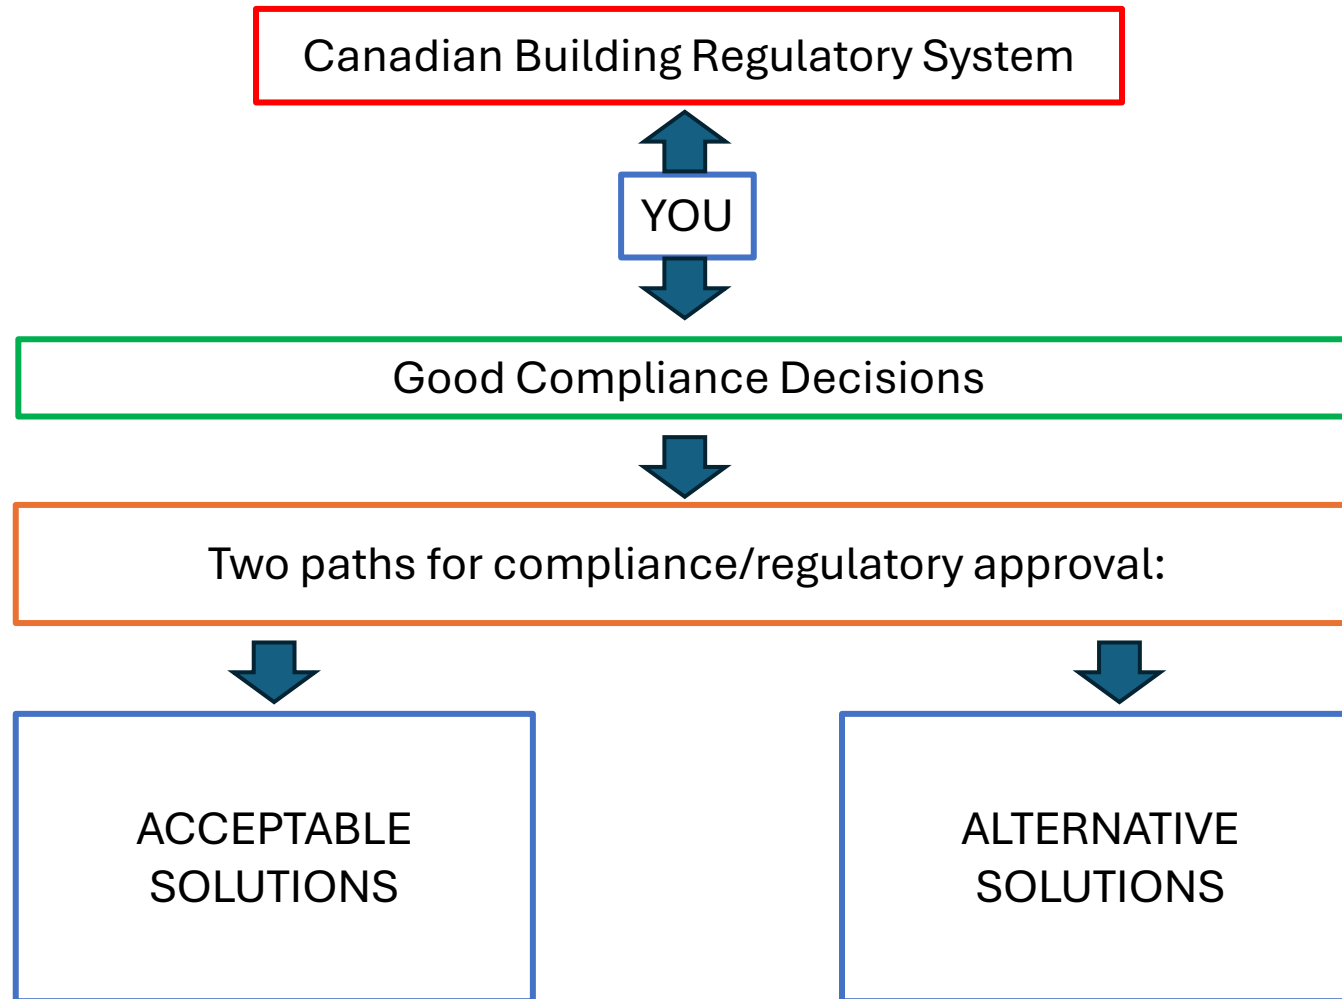 Canadian Building Regulatory System
YOU
Good Compliance Decisions
Two paths for compliance/regulatory approval:
ACCEPTABLE
SOLUTIONS
ALTERNATIVE
SOLUTIONS